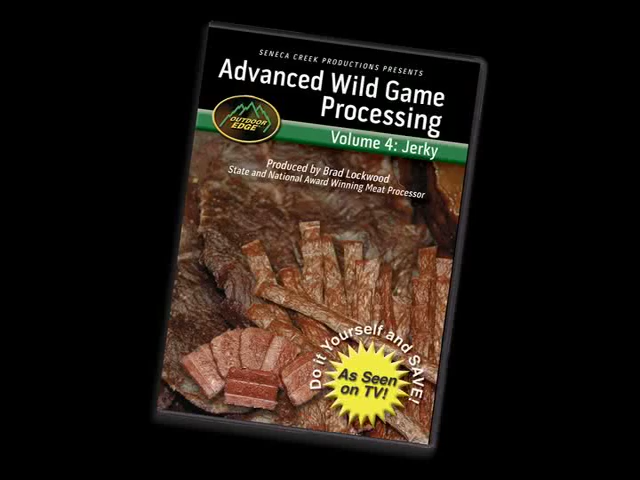 SENECA CREEK PRODUCTIONS PRESENTS
Advanced Wild Game
Processing
OUTDOOR
EDGE
Volume 4: Jerky
Produced by Brad Lockwood
State and National Award Winning Meat Processor
Do it Yourself and SAVE!
As Seen
on TV!